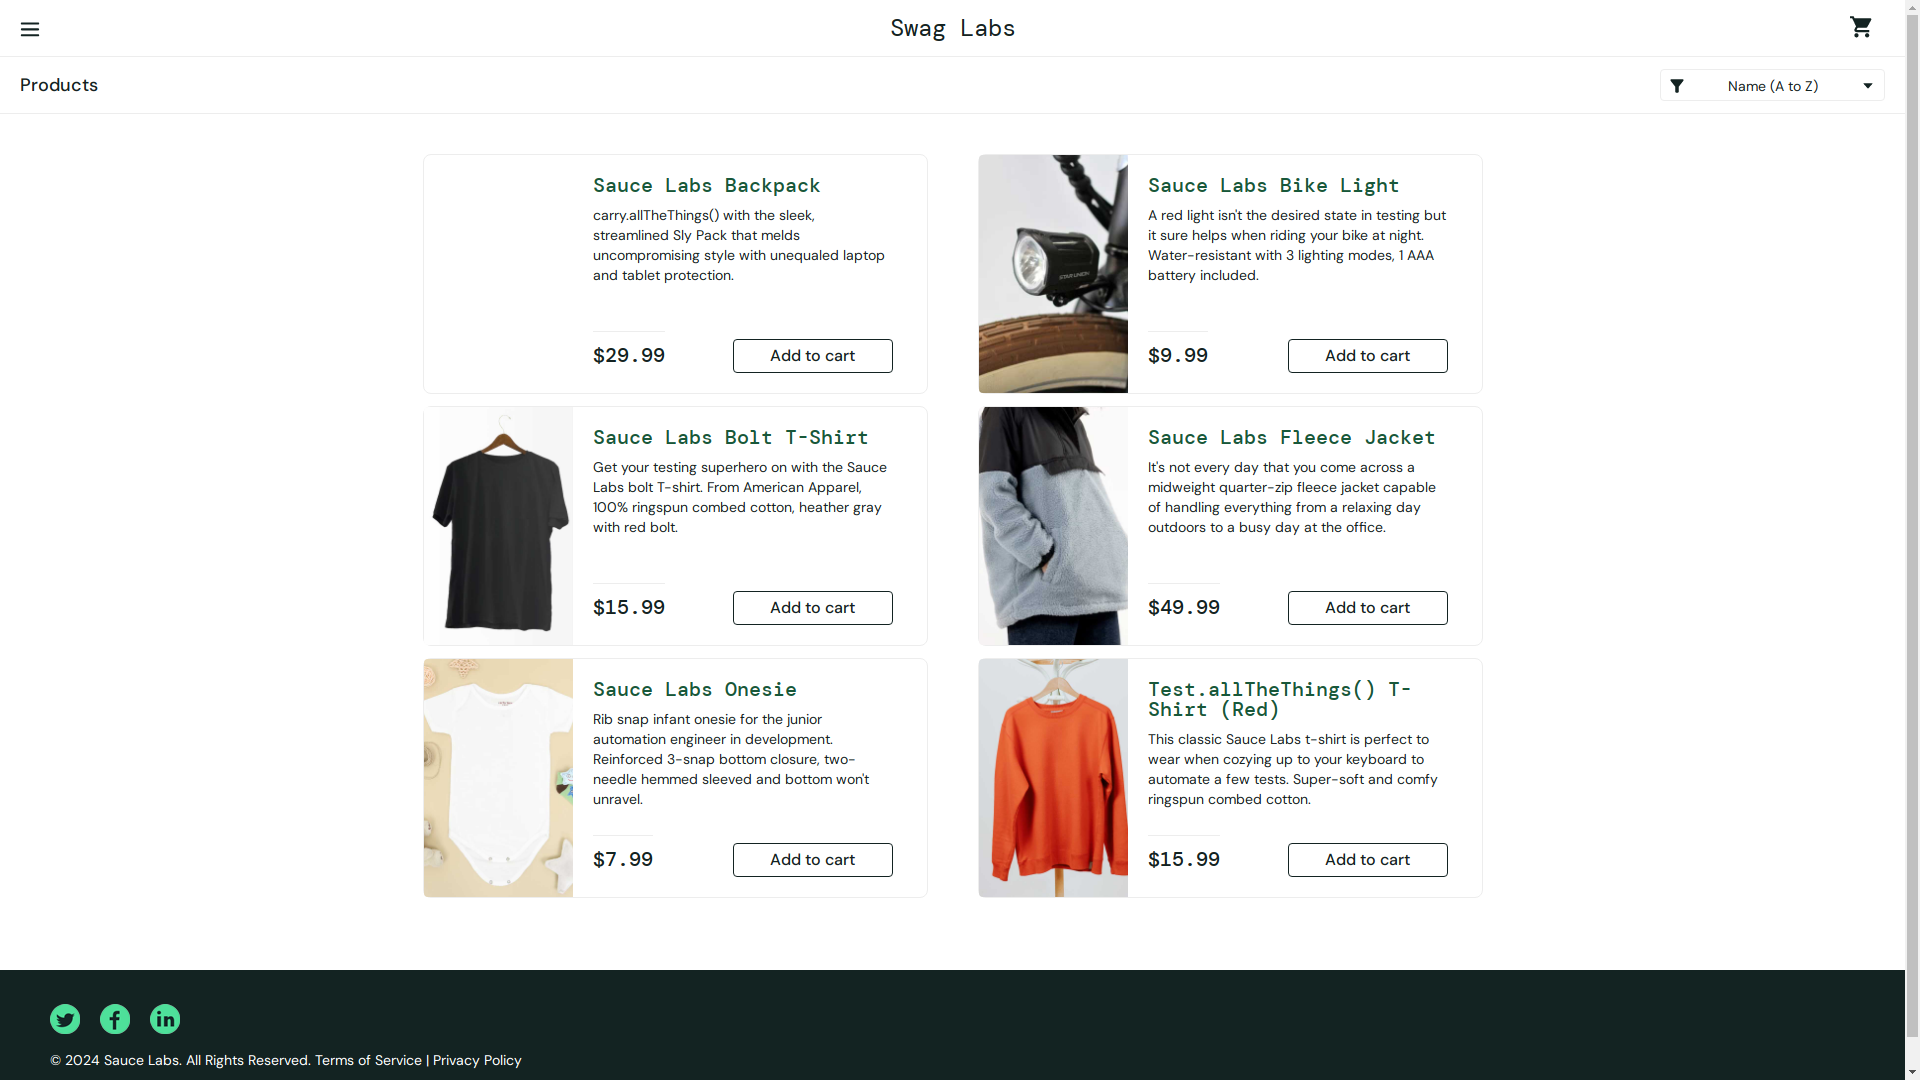 Swag Labs
Products
Name (A to Z)
Sauce Labs Backpack
carry.allTheThings() with the sleek,
streamlined Sly Pack that melds
uncompromising style with unequaled laptop
and tablet protection.
$29.99
Add to cart
Sauce Labs Bike Light
A red light isn't the desired state in testing but
it sure helps when riding your bike at night.
Water-resistant with 3 lighting modes, 1 AAA
battery included.
$9.99
Add to cart
Sauce Labs Bolt T-Shirt
Get your testing superhero on with the Sauce
Labs bolt T-shirt. From American Apparel,
100% ringspun combed cotton, heather gray
with red bolt.
$15.99
Add to cart
Sauce Labs Fleece Jacket
It's not every day that you come across a
midweight quarter-zip fleece jacket capable
of handling everything from a relaxing day
outdoors to a busy day at the office.
$49.99
Add to cart
Sauce Labs Onesie
Rib snap infant onesie for the junior
automation engineer in development.
Reinforced 3-snap bottom closure, two-
needle hemmed sleeved and bottom won't
unravel.
$7.99
Add to cart
Test.allTheThings() T-
Shirt (Red)
This classic Sauce Labs t-shirt is perfect to
wear when cozying up to your keyboard to
automate a few tests. Super-soft and comfy
ringspun combed cotton.
$15.99
Add to cart
© 2024 Sauce Labs. All Rights Reserved. Terms of Service | Privacy Policy